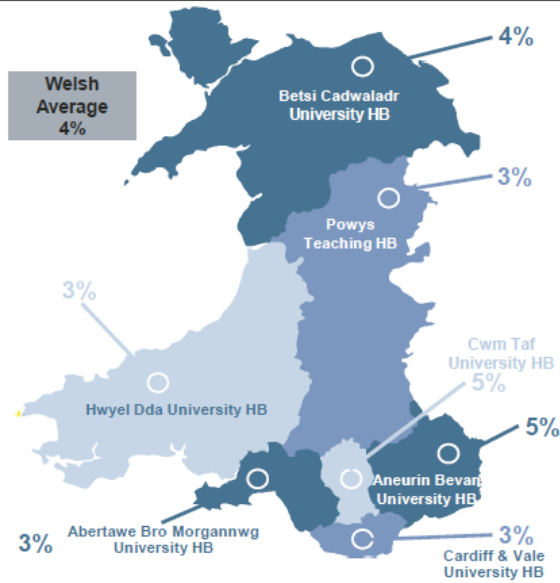 4%
Welsh
Average
4%
Betsi Cadwaladr
University HB
3%
Powys
Teaching HB
3%
Cwm Taf
University HB
5%
Hwyel Dda University HB
5%
Aneurin Bevan
University HB
3%
Abertawe Bro Morgannwg
University HB
3%
Cardiff & Vale
University HB